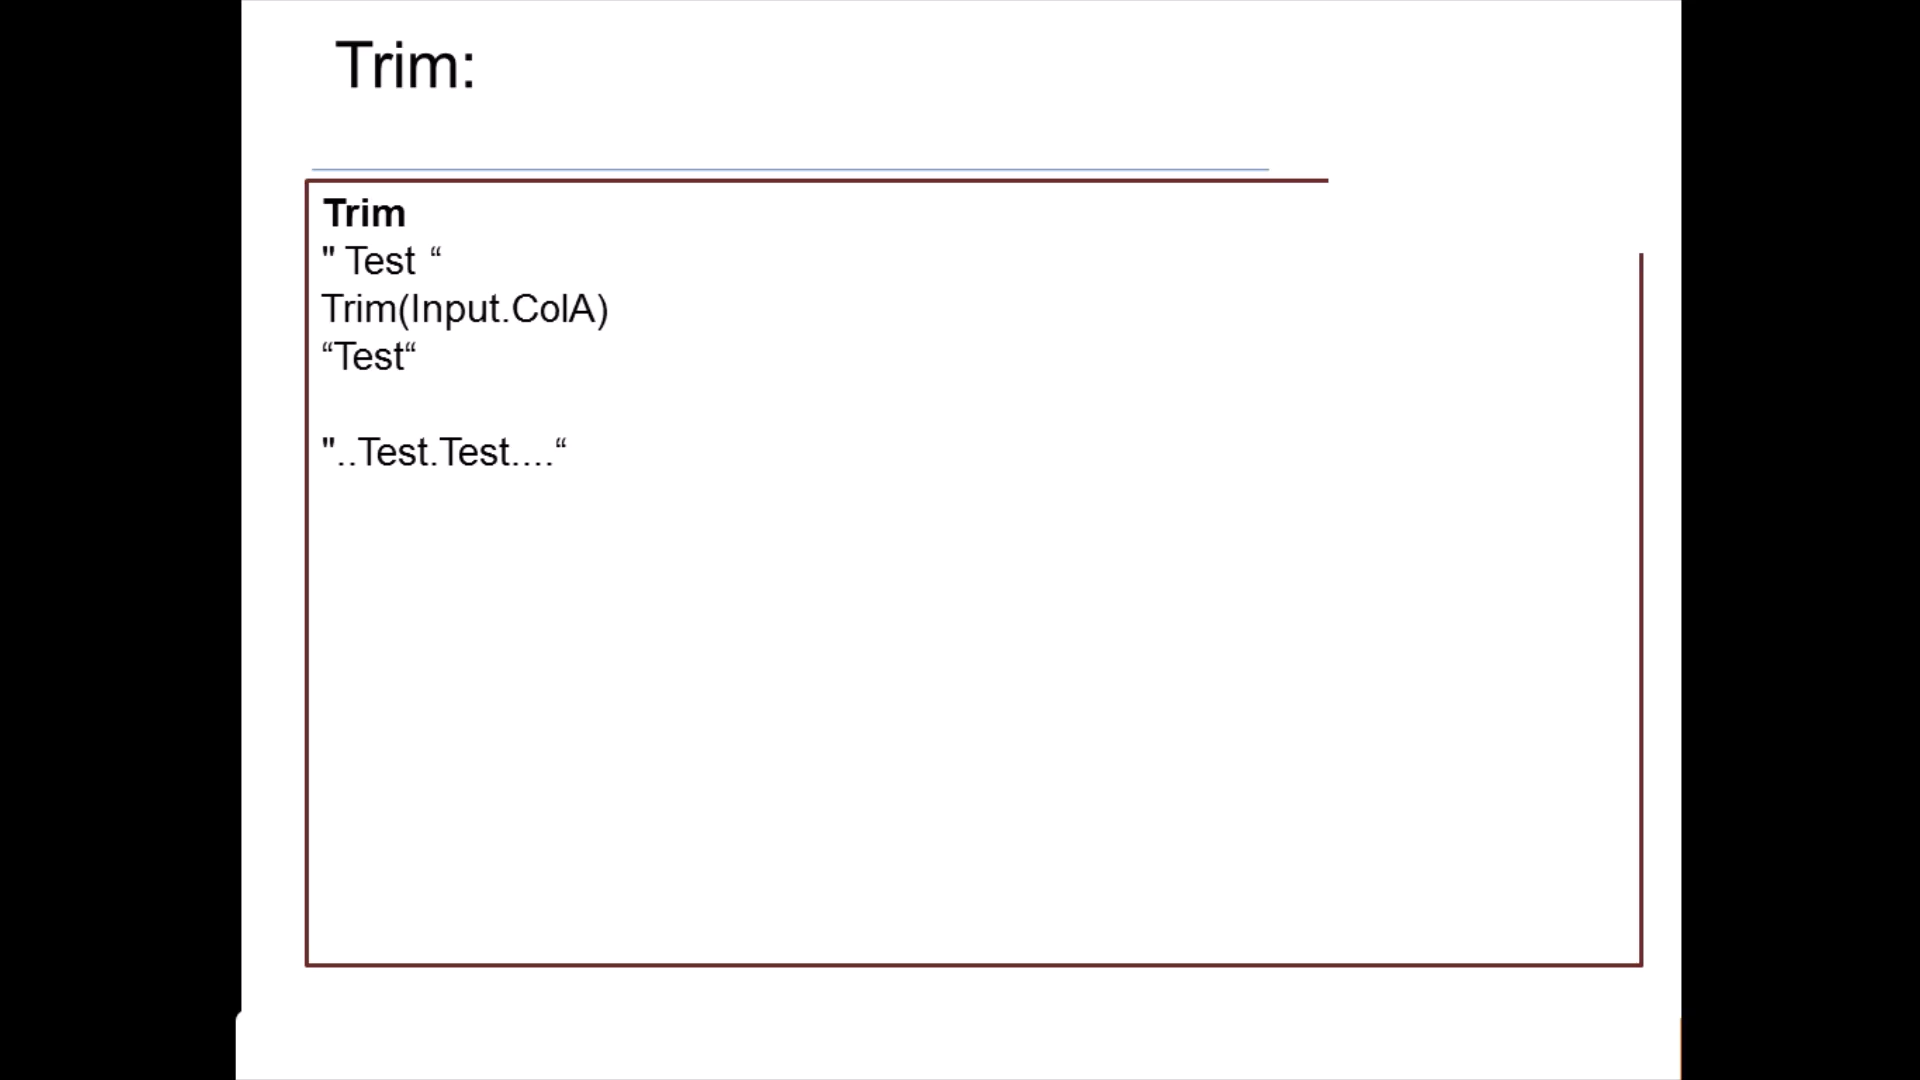 Trim:
Trim
" Test “
Trim(Input.ColA)
“Test“
"..Test.Test....“